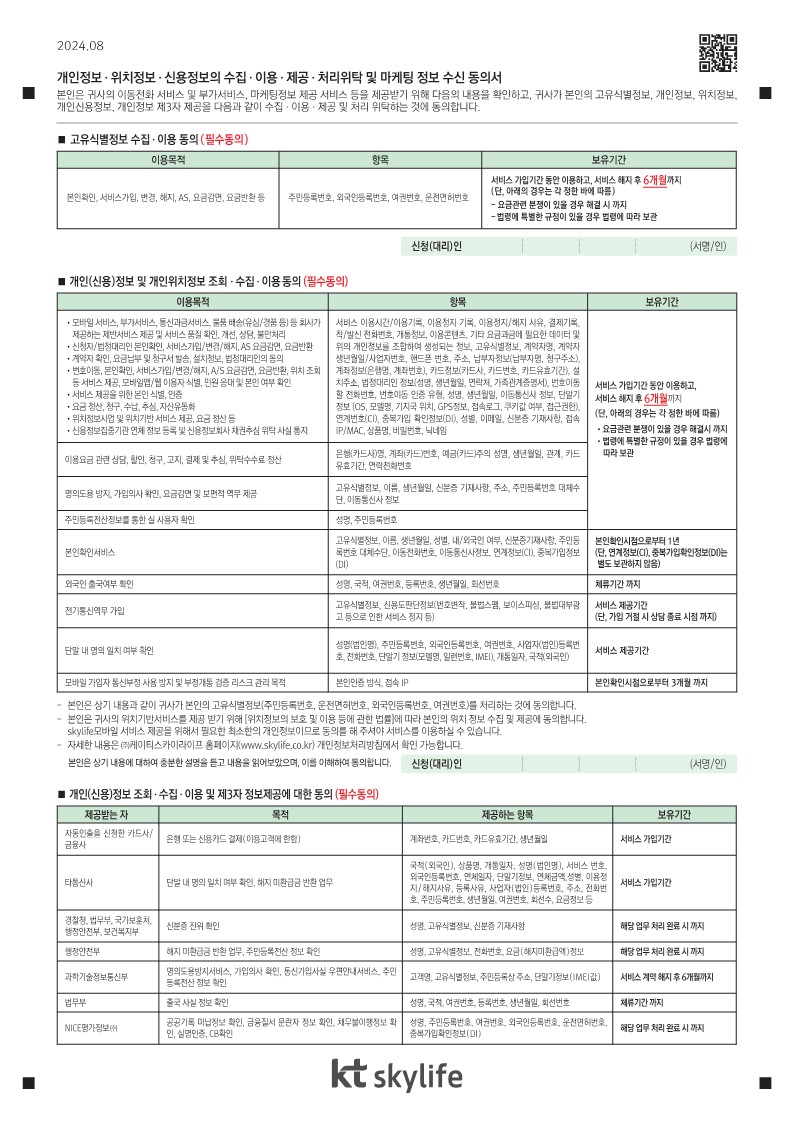 2024.08
개인정보 · 위치정보 · 신용정보의 수집 · 이용 · 제공 · 처리위탁 및 마케팅 정보 수신 동의서
본인은 귀사의 이동전화 서비스 및 부가서비스, 마케팅정보 제공 서비스 등을 제공받기 위해 다음의 내용을 확인하고, 귀사가 본인의 고유식별정보, 개인정보, 위치정보,
개인신용정보, 개인정보 제3자 제공을 다음과 같이 수집 · 이용 · 제공 및 처리 위탁하는 것에 동의합니다.
■ 고유식별정보 수집 · 이용 동의 (필수동의)
이용목적 항목 보유기간
본인확인, 서비스가입, 변경, 해지, AS, 요금감면, 요금반환 등
주민등록번호, 외국인등록번호, 여권번호, 운전면허번호
서비스 가입기간 동안 이용하고, 서비스 해지 후 6개월까지
(단, 아래의 경우는 각 정한 바에 따름)
– 요금관련 분쟁이 있을 경우 해결 시 까지
– 법령에 특별한 규정이 있을 경우 법령에 따라 보관
신청(대리)인 (서명/인)
■ 개인(신용)정보 및 개인위치정보 조회 · 수집 · 이용 동의 (필수동의)
이용목적 항목 보유기간
• 모바일 서비스, 부가서비스, 통신과금서비스, 물품 배송(유심/경품 등) 등 회사가
제공하는 제반서비스 제공 및 서비스 품질 확인, 개선, 상담, 불만처리
• 신청자/법정대리인 본인확인, 서비스가입/변경/해지, AS 요금감면, 요금반환
• 계약자 확인, 요금납부 및 청구서 발송, 설치정보, 법정대리인의 동의
• 번호이동, 본인확인, 서비스가입/변경/해지, A/S 요금감면, 요금반환, 위치 조회
등 서비스 제공, 모바일앱/웹 이용자 식별, 민원 응대 및 본인 여부 확인
• 서비스 제공을 위한 본인 식별, 인증
• 요금 정산, 청구, 수납, 추심, 자산유동화
• 위치정보사업 및 위치기반 서비스 제공, 요금 정산 등
• 신용정보집중기관 연체 정보 등록 및 신용정보회사 채권추심 위탁 사실 통지
서비스 이용시간/이용기록, 이용정지 기록, 이용정지/해지 사유, 결제기록,
착/발신 전화번호, 개통정보, 이용콘텐츠, 기타 요금과금에 필요한 데이터 및
위의 개인정보를 조합하여 생성되는 정보, 고유식별정보, 계약자명, 계약자
생년월일/사업자번호, 핸드폰 번호, 주소, 납부자정보(납부자명, 청구주소),
계좌정보(은행명, 계좌번호), 카드정보(카드사, 카드번호, 카드유효기간), 설
치주소, 법정대리인 정보(성명, 생년월일, 연락처, 가족관계증명서), 번호이동
할 전화번호, 번호이동 인증 유형, 성명, 생년월일, 이동통신사 정보, 단말기
정보 (OS, 모델명, 기지국 위치, GPS정보, 접속로그, 쿠키값 여부, 접근권한),
연계번호(CI), 중복가입 확인정보(DI), 성별, 이메일, 신분증 기재사항, 접속
IP/MAC, 상품명, 비밀번호, 닉네임
서비스 가입기간 동안 이용하고,
서비스 해지 후 6개월까지
(단, 아래의 경우는 각 정한 바에 따름)
• 요금관련 분쟁이 있을 경우 해결시 까지
• 법령에 특별한 규정이 있을 경우 법령에
따라 보관
이용요금 관련 상담, 할인, 청구, 고지, 결제 및 추심, 위탁수수료 정산
은행(카드사)명, 계좌(카드)번호, 예금(카드)주의 성명, 생년월일, 관계, 카드
유효기간, 연락전화번호
명의도용 방지, 가입의사 확인, 요금감면 및 보편적 역무 제공
고유식별정보, 이름, 생년월일, 신분증 기재사항, 주소, 주민등록번호 대체수
단, 이동통신사 정보
주민등록전산정보를 통한 실 사용자 확인
성명, 주민등록번호
본인확인서비스
고유식별정보, 이름, 생년월일, 성별, 내/외국인 여부, 신분증기재사항, 주민등
록번호 대체수단, 이동전화번호, 이동통신사정보, 연계정보(CI), 중복가입정보
(DI)
본인확인시점으로부터 1년
(단, 연계정보(CI), 중복가입확인정보(DI)는
별도 보관하지 않음)
외국인 출국여부 확인
성명, 국적, 여권번호, 등록번호, 생년월일, 회선번호
체류기간 까지
전기통신역무 가입
고유식별정보, 신용도판단정보(번호변작, 불법스팸, 보이스피싱, 불법대부광
고 등으로 인한 서비스 정지 등)
서비스 제공기간
(단, 가입 거절 시 상담 종료 시점 까지)
단말 내 명의 일치 여부 확인
성명(법인명), 주민등록번호, 외국인등록번호, 여권번호, 사업자(법인)등록번
호, 전화번호, 단말기 정보(모델명, 일련번호, IMEI), 개통일자, 국적(외국인)
서비스 제공기간
모바일 가입자 통신부정 사용 방지 및 부정개통 검증 리스크 관리 목적
본인인증 방식, 접속 IP
본인확인시점으로부터 3개월 까지
– 본인은 상기 내용과 같이 귀사가 본인의 고유식별정보(주민등록번호, 운전면허번호, 외국인등록번호, 여권번호)를 처리하는 것에 동의합니다.
– 본인은 귀사의 위치기반서비스를 제공 받기 위해 [위치정보의 보호 및 이용 등에 관한 법률]에 따라 본인의 위치 정보 수집 및 제공에 동의합니다.
skylife모바일 서비스 제공을 위해서 필요한 최소한의 개인정보이므로 동의를 해 주셔야 서비스를 이용하실 수 있습니다.
– 자세한 내용은 ㈜케이티스카이라이프 홈페이지(www.skylife.co.kr) 개인정보처리방침에서 확인 가능합니다.
본인은 상기 내용에 대하여 충분한 설명을 듣고 내용을 읽어보았으며, 이를 이해하여 동의합니다. 신청(대리)인 (서명/인)
■ 개인(신용)정보 조회 · 수집 · 이용 및 제3자 정보제공에 대한 동의 (필수동의)
제공받는 자 목적 제공하는 항목 보유기간
자동인출을 신청한 카드사/
금융사
은행 또는 신용카드 결제(이용고객에 한함)
계좌번호, 카드번호, 카드유효기간, 생년월일
서비스 가입기간
타통신사
단말 내 명의 일치 여부 확인, 해지 미환급금 반환 업무
국적(외국인), 상품명, 개통일자, 성명(법인명), 서비스 번호,
외국인등록번호, 연체일자, 단말기정보, 연체금액,성별, 이용정
지/해지사유, 등록사유, 사업자(법인)등록번호, 주소, 전화번
호, 주민등록번호, 생년월일, 여권번호, 회선수, 요금정보 등
서비스 가입기간
경찰청, 법무부, 국가보훈처,
행정안전부, 보건복지부
신분증 진위 확인
성명, 고유식별정보, 신분증 기재사항
해당 업무 처리 완료 시 까지
행정안전부
해지 미환급금 반환 업무, 주민등록전산 정보 확인
성명, 고유식별정보, 전화번호, 요금(해지미환급액)정보
해당 업무 처리 완료 시 까지
과학기술정보통신부
명의도용방지서비스, 가입의사 확인, 통신가입사실 우편안내서비스, 주민
등록전산 정보 확인
고객명, 고유식별정보, 주민등록상 주소, 단말기정보(IMEI값)
서비스 계약 해지 후 6개월까지
법무부
출국 사실 정보 확인
성명, 국적, 여권번호, 등록번호, 생년월일, 회선번호
체류기간 까지
NICE평가정보㈜
공공기록 미납정보 확인, 금융질서 문란자 정보 확인, 채무불이행정보 확
인, 실명인증, CB확인
성명, 주민등록번호, 여권번호, 외국인등록번호, 운전면허번호,
중복가입확인정보(DI)
해당 업무 처리 완료 시 까지
kt skylife